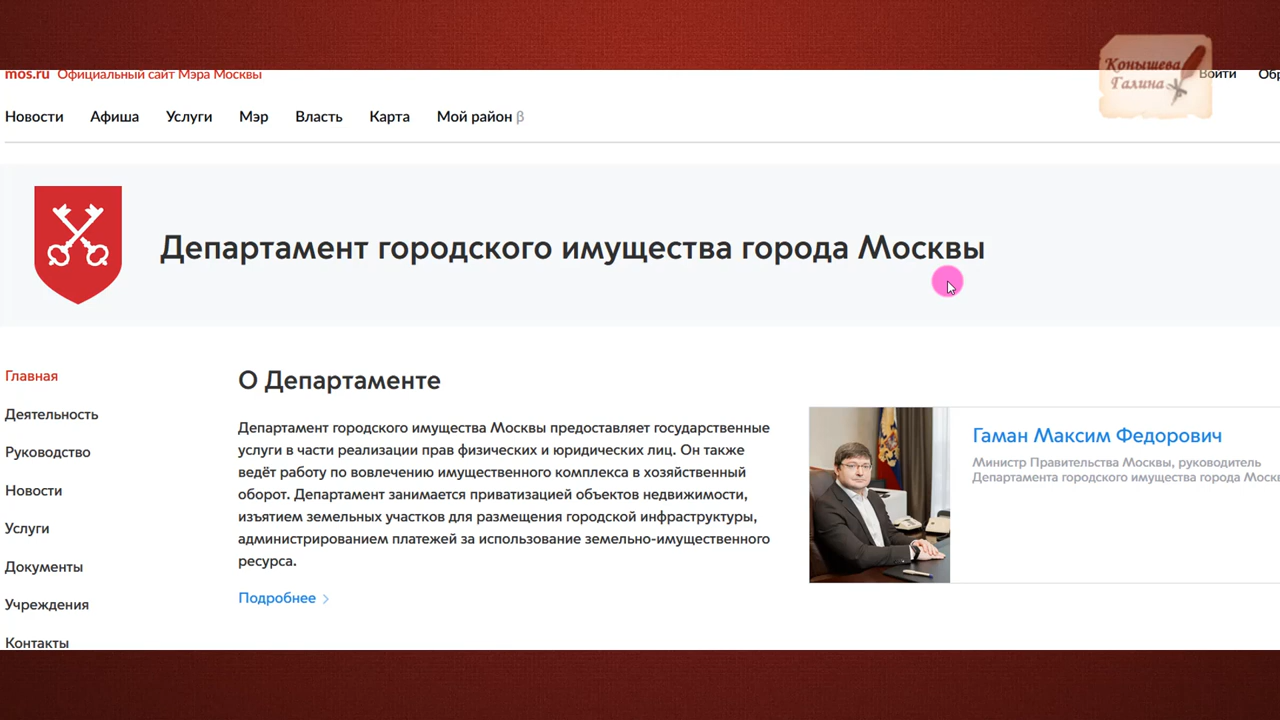 mos.ru Официальный сайт Мэра Москвы
Конышева
Галина
Войти
Новости Афиша Услуги Мэр Власть Карта Мой район β
Департамент городского имущества города Москвы
Главная
Деятельность
Руководство
Новости
Услуги
Документы
Учреждения
Контакты
О Департаменте
Департамент городского имущества Москвы предоставляет государственные
услуги в части реализации прав физических и юридических лиц. Он также
ведёт работу по вовлечению имущественного комплекса в хозяйственный
оборот. Департамент занимается приватизацией объектов недвижимости,
изъятием земельных участков для размещения городской инфраструктуры,
администрированием платежей за использование земельно-имущественного
ресурса.
Подробнее
Гаман Максим Федорович
Министр Правительства Москвы, руководитель
Департамента городского имущества города